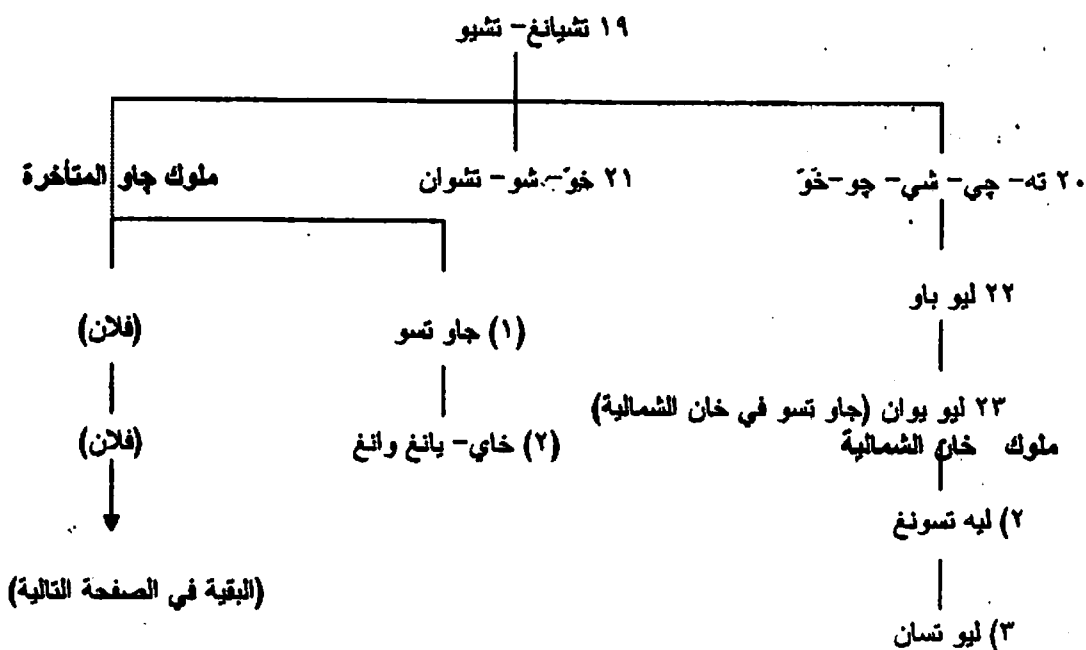 ١٩ تشيانغ- تشيو
٢٠ ته- چي- شي- چو-خوّ
٢١ خوّ- شو- تشوان
ملوك جاو المتأخرة
٢٢ ليو باو
(١) جاو تسو
(فلان)
٢٣ ليو يوان (جاو تسو في خان الشمالية)
ملوك خان الشمالية
(٢) خاي- يانغ وانغ
(فلان)
٢) ليه تسونغ
(البقية في الصفحة التالية)
٣) ليو تسان